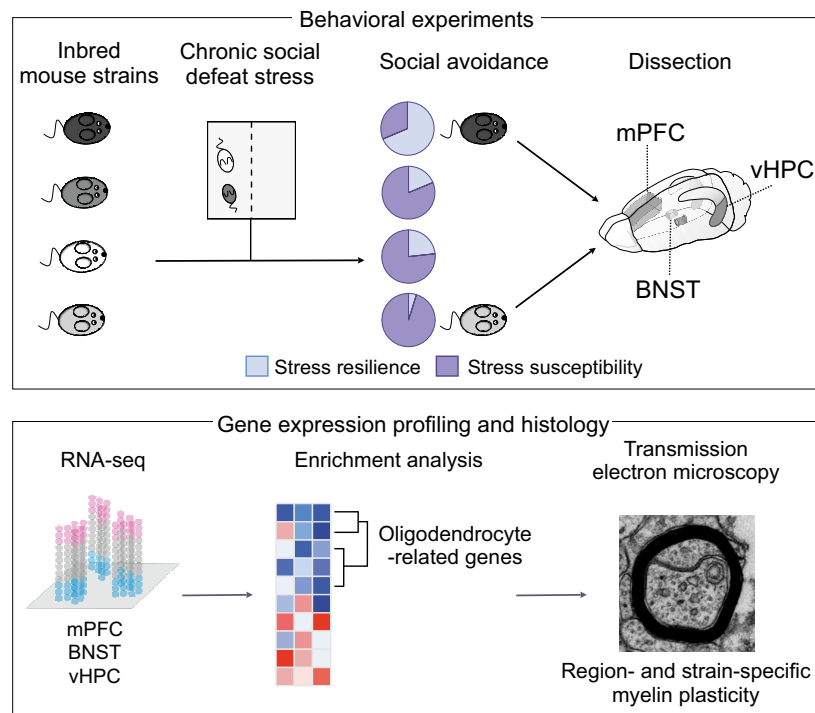 Behavioral experiments
Inbred
mouse strains
Chronic social
defeat stress
Social avoidance
Dissection
mPFC
vHPC
BNST
Stress resilience
Stress susceptibility
Gene expression profiling and histology
RNA-seq
mPFC
BNST
vHPC
Enrichment analysis
Oligodendrocyte
-related genes
Transmission
electron microscopy
Region- and strain-specific
myelin plasticity